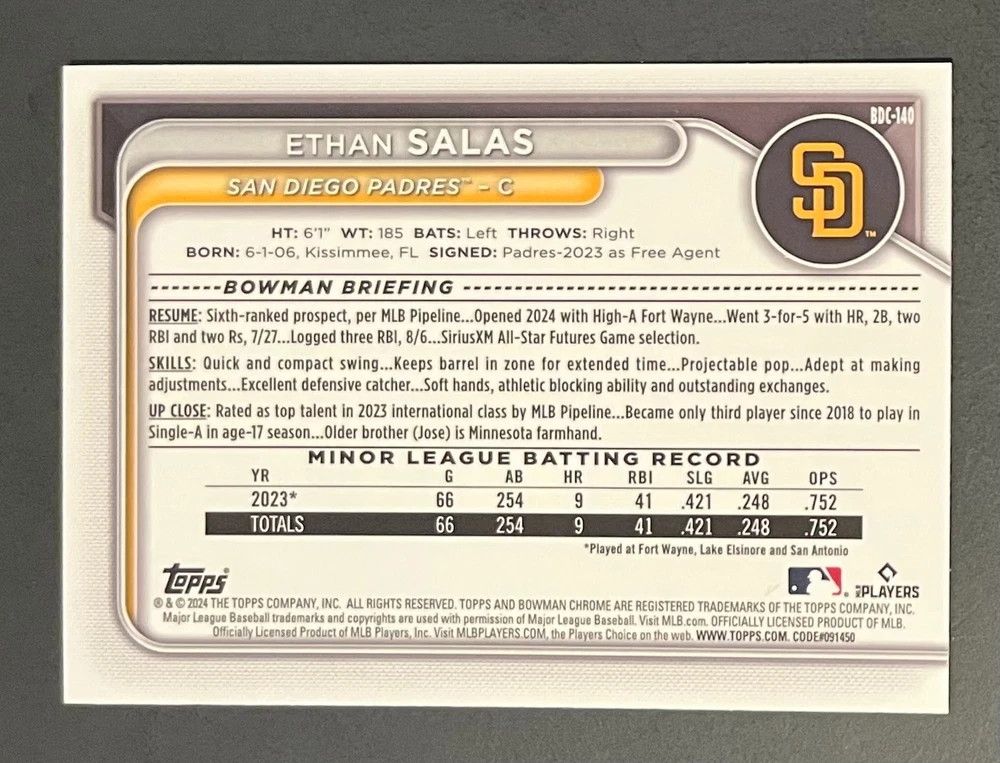 BDC-140
ETHAN SALAS
SAN DIEGO PADRES™ – C
SD™
HT: 6'1" WT: 185 BATS: Left THROWS: Right
BORN: 6-1-06, Kissimmee, FL SIGNED: Padres-2023 as Free Agent
BOWMAN BRIEFING
RESUME: Sixth-ranked prospect, per MLB Pipeline...Opened 2024 with High-A Fort Wayne...Went 3-for-5 with HR, 2B, two
RBI and two Rs, 7/27...Logged three RBI, 8/6...SiriusXM All-Star Futures Game selection.
SKILLS: Quick and compact swing...Keeps barrel in zone for extended time...Projectable pop...Adept at making
adjustments...Excellent defensive catcher...Soft hands, athletic blocking ability and outstanding exchanges.
UP CLOSE: Rated as top talent in 2023 international class by MLB Pipeline...Became only third player since 2018 to play in
Single-A in age-17 season...Older brother (Jose) is Minnesota farmhand.
MINOR LEAGUE BATTING RECORD
YR G AB HR RBI SLG AVG OPS
2023* 66 254 9 41 .421 .248 .752
TOTALS 66 254 9 41 .421 .248 .752
*Played at Fort Wayne, Lake Elsinore and San Antonio
Topps® ® MLB PLAYERS
® & © 2024 THE TOPPS COMPANY, INC. ALL RIGHTS RESERVED. TOPPS AND BOWMAN CHROME ARE REGISTERED TRADEMARKS OF THE TOPPS COMPANY, INC.
Major League Baseball trademarks and copyrights are used with permission of Major League Baseball. Visit MLB.com. OFFICIALLY LICENSED PRODUCT OF MLB.
Officially Licensed Product of MLB Players, Inc. Visit MLBPLAYERS.COM, the Players Choice on the web. WWW.TOPPS.COM. CODE#091450